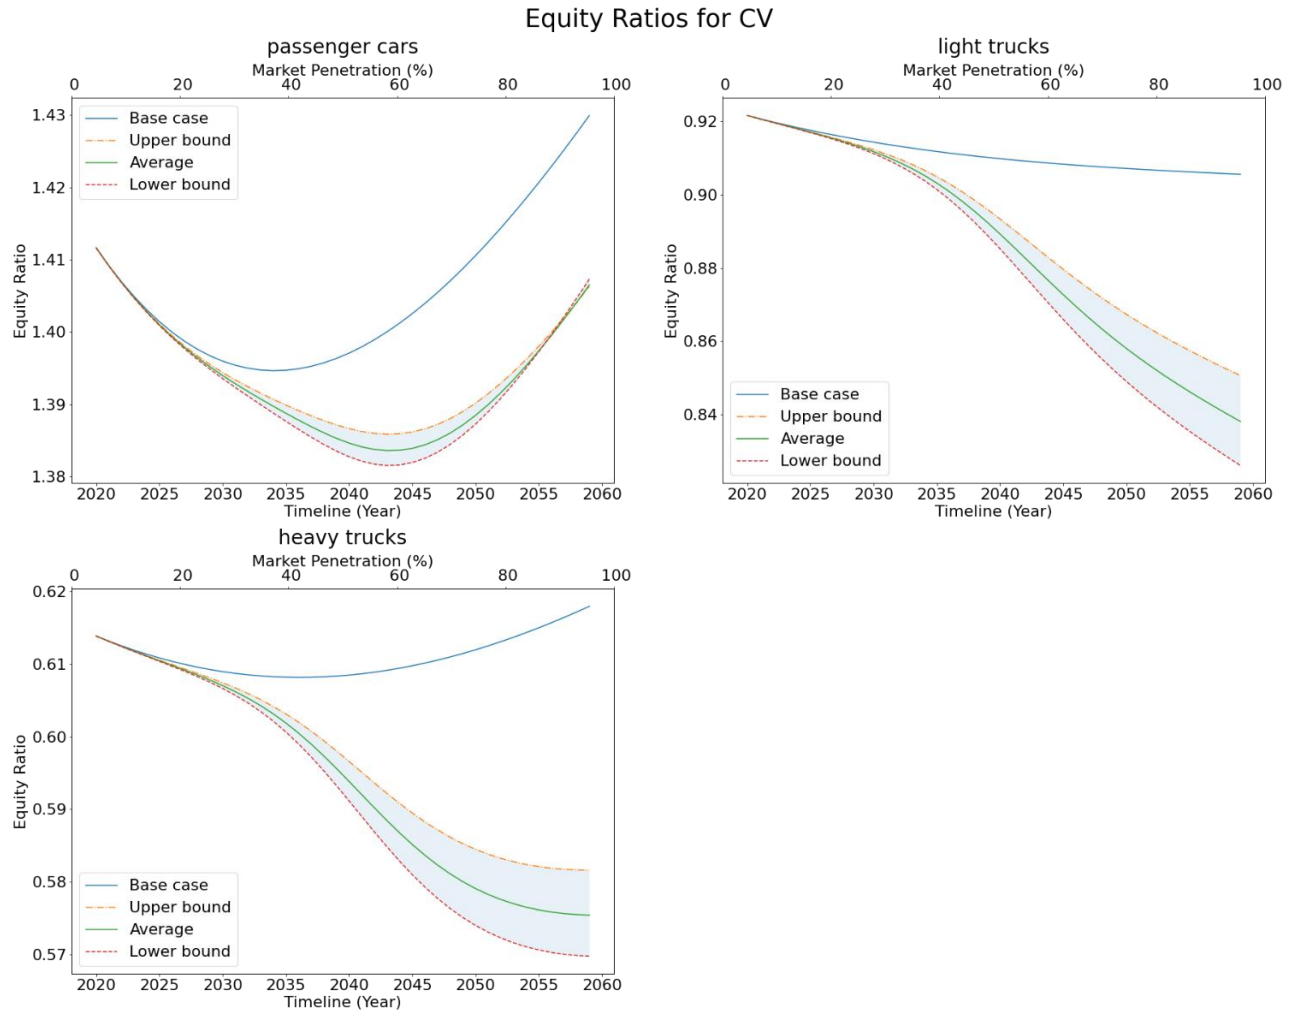 Equity Ratios for CV
passenger cars
Market Penetration (%)
0 20 40 60 80 100
1.43
1.42
1.41
1.40
1.39
1.38
Equity Ratio
Base case
Upper bound
Average
Lower bound
2020 2025 2030 2035 2040 2045 2050 2055 2060
Timeline (Year)
light trucks
Market Penetration (%)
0 20 40 60 80 100
0.92
0.90
0.88
0.86
0.84
Equity Ratio
Base case
Upper bound
Average
Lower bound
2020 2025 2030 2035 2040 2045 2050 2055 2060
Timeline (Year)
heavy trucks
Market Penetration (%)
0 20 40 60 80 100
0.62
0.61
0.60
0.59
0.58
0.57
Equity Ratio
Base case
Upper bound
Average
Lower bound
2020 2025 2030 2035 2040 2045 2050 2055 2060
Timeline (Year)